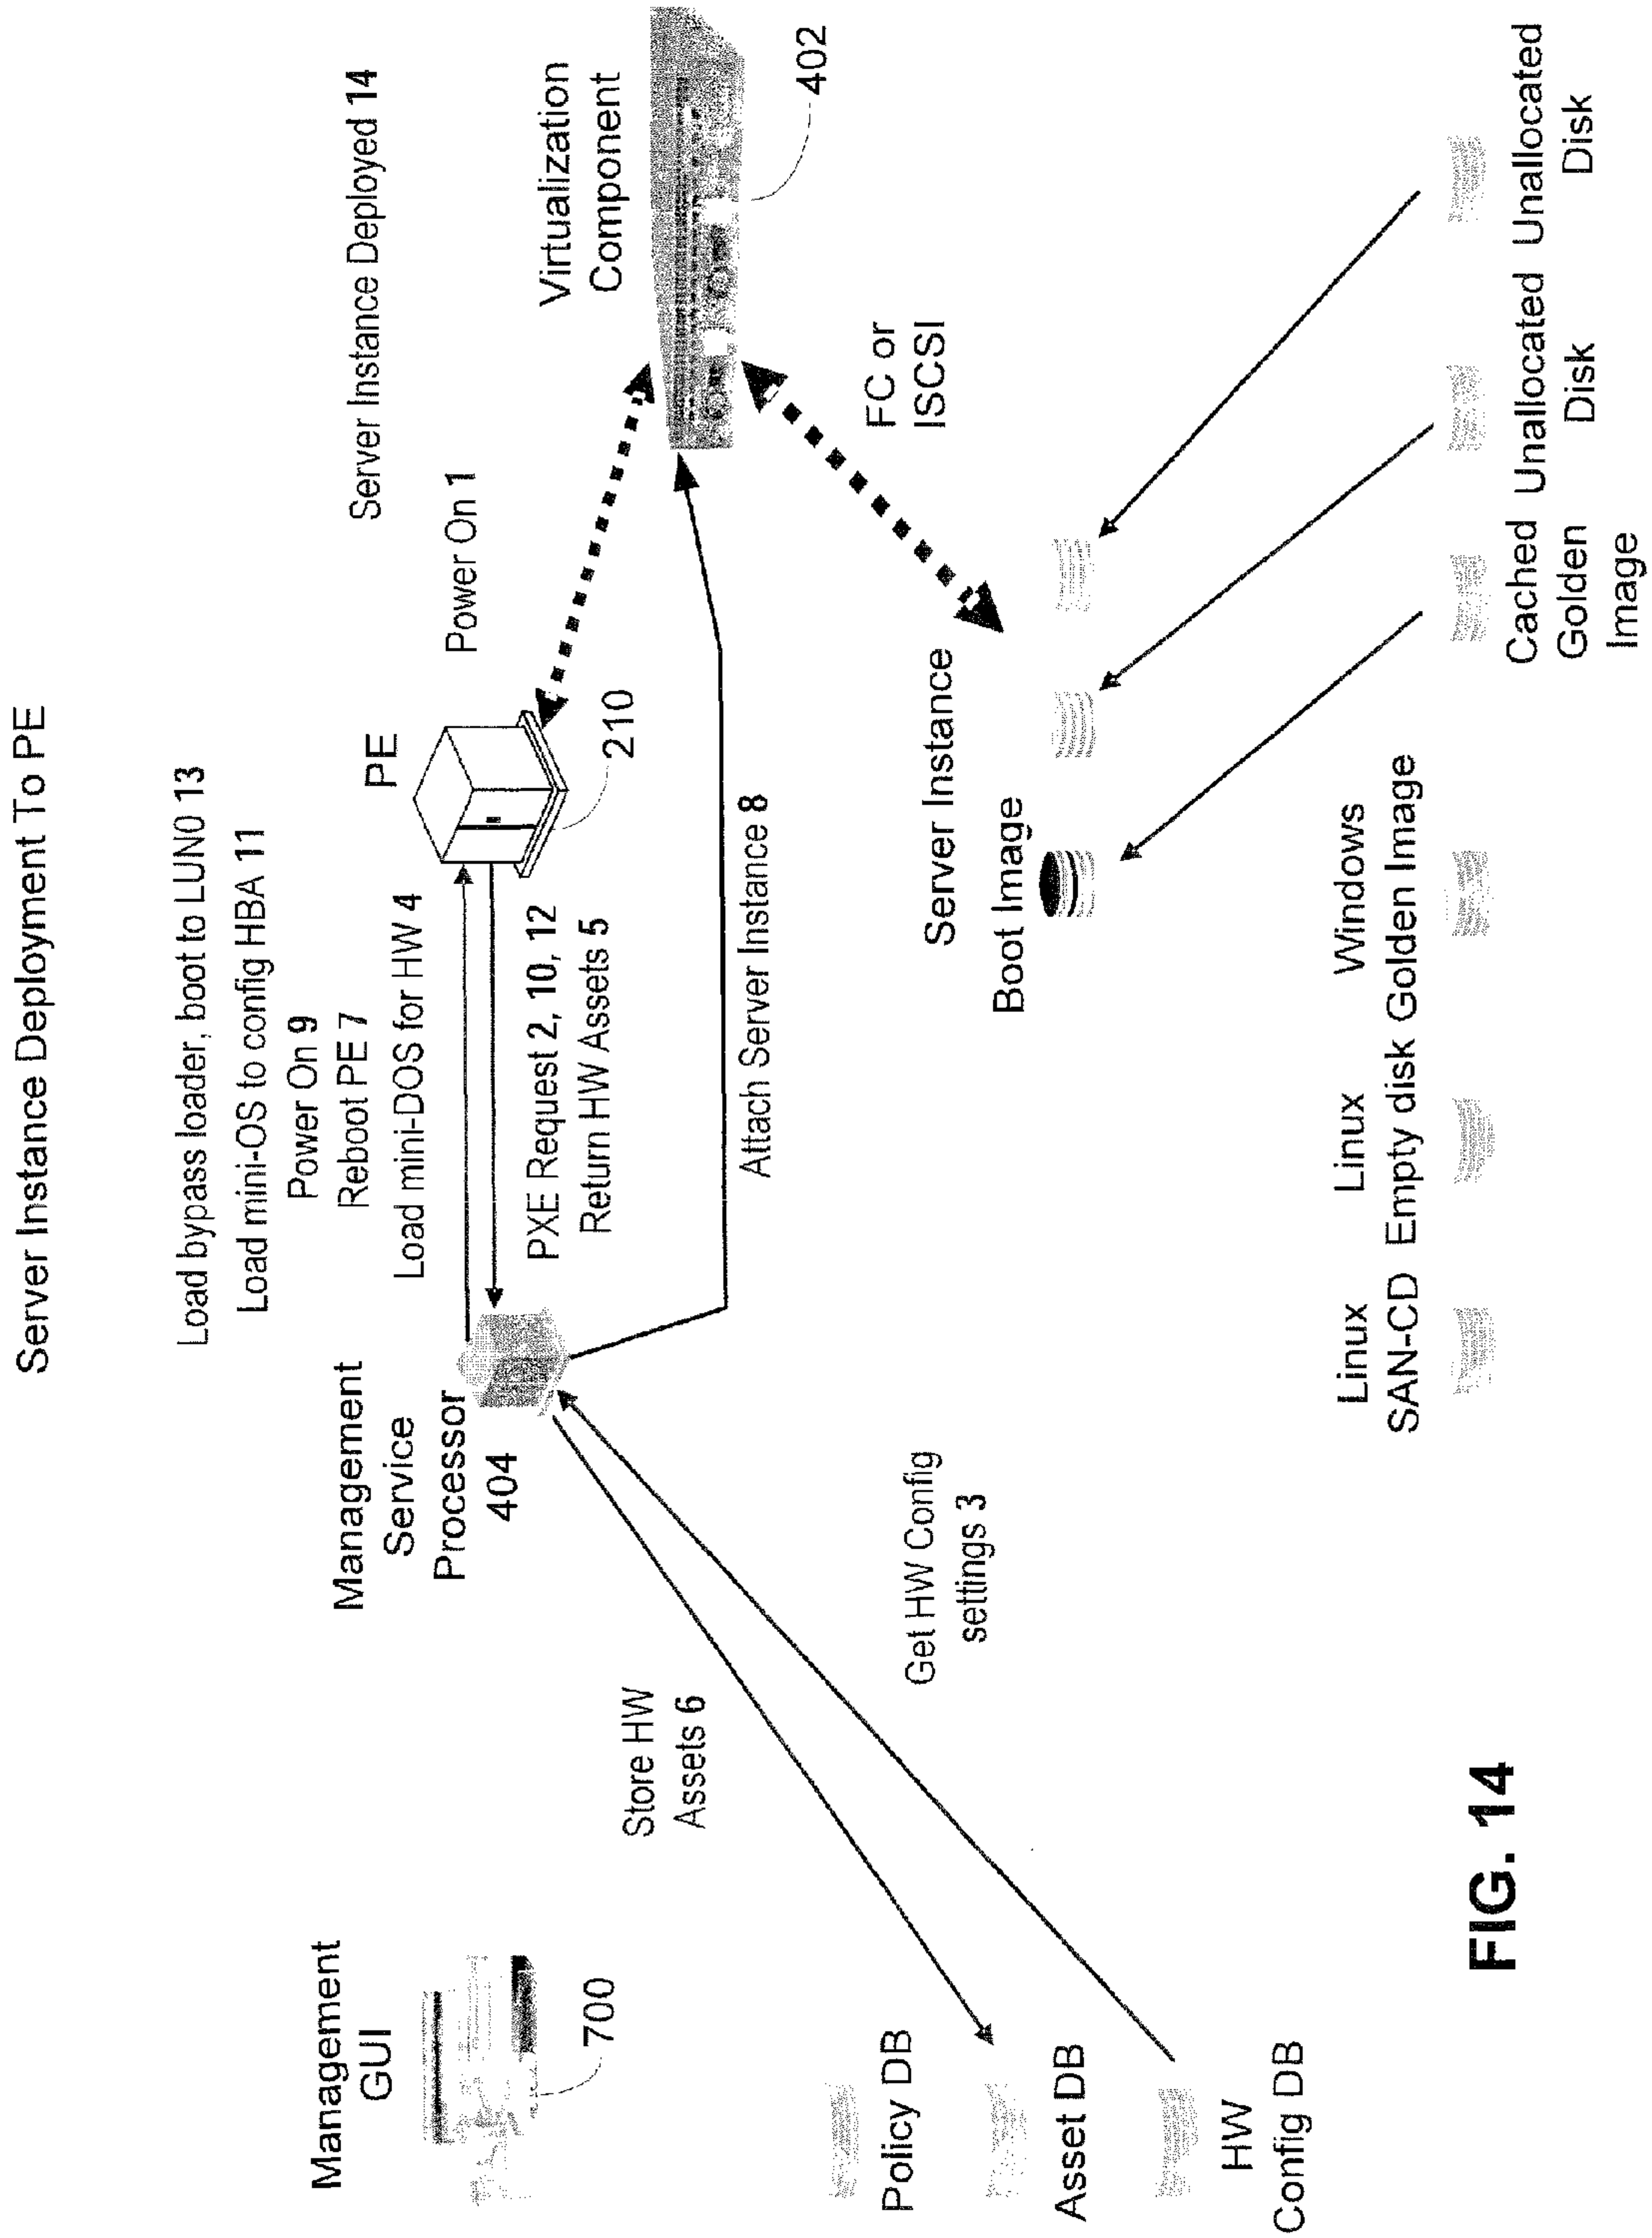 Server Instance Deployment To PE
Load bypass loader, boot to LUN0 13
Load mini-OS to config HBA 11
Power On 9
Reboot PE 7
Load mini-DOS for HW 4
Server Instance Deployed 14
Management
GUI
700
Management
Service
Processor
404
PE
210
Power On 1
PXE Request 2, 10, 12
Return HW Assets 5
Virtualization
Component
402
Store HW
Assets 6
Attach Server Instance 8
Get HW Config
settings 3
FC or
ISCSI
Server Instance
Boot Image
Policy DB
Asset DB
HW
Config DB
Linux
SAN-CD
Linux
Empty disk
Windows
Golden Image
Cached
Golden
Image
Unallocated
Disk
Unallocated
Disk
FIG. 14